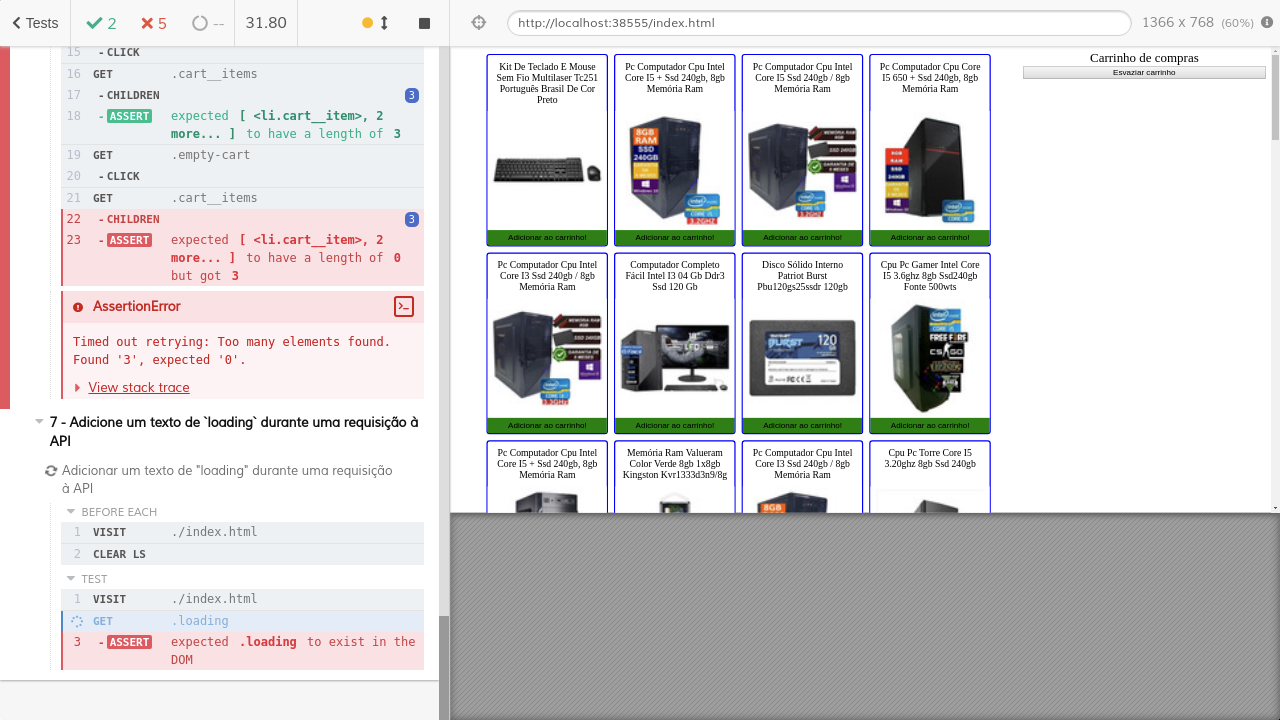 Tests
2
5
--
31.80
http://localhost:38555/index.html
1366 x 768 (60%)
15 -CLICK
16 GET .cart__items
17 -CHILDREN 3
18 -ASSERT expected [ <li.cart__item>, 2
more... ] to have a length of 3
19 GET .empty-cart
20 -CLICK
21 GET .cart__items
22 -CHILDREN 3
23 -ASSERT expected [ <li.cart__item>, 2
more... ] to have a length of 0
but got 3
AssertionError
Timed out retrying: Too many elements found.
Found '3', expected '0'.
View stack trace
7 - Adicione um texto de `loading` durante uma requisição à
API
Adicionar um texto de "loading" durante uma requisição
à API
BEFORE EACH
1 VISIT ./index.html
2 CLEAR LS
TEST
1 VISIT ./index.html
GET .loading
3 -ASSERT expected .loading to exist in the
DOM
Kit De Teclado E Mouse
Sem Fio Multilaser Tc251
Português Brasil De Cor
Preto
Adicionar ao carrinho!
Pc Computador Cpu Intel
Core I5 + Ssd 240gb, 8gb
Memória Ram
8GB
RAM
SSD
240GB
Adicionar ao carrinho!
Pc Computador Cpu Intel
Core I5 Ssd 240gb / 8gb
Memória Ram
Adicionar ao carrinho!
Pc Computador Cpu Core
I5 650 + Ssd 240gb, 8gb
Memória Ram
Adicionar ao carrinho!
Carrinho de compras
Esvaziar carrinho
Pc Computador Cpu Intel
Core I3 Ssd 240gb / 8gb
Memória Ram
Adicionar ao carrinho!
Computador Completo
Fácil Intel I3 04 Gb Ddr3
Ssd 120 Gb
Adicionar ao carrinho!
Disco Sólido Interno
Patriot Burst
Pbu120gs25ssdr 120gb
BURST
120
Adicionar ao carrinho!
Cpu Pc Gamer Intel Core
I5 3.6ghz 8gb Ssd240gb
Fonte 500wts
FREE FIRE
CS:GO
Adicionar ao carrinho!
Pc Computador Cpu Intel
Core I5 + Ssd 240gb, 8gb
Memória Ram
Memória Ram Valueram
Color Verde 8gb 1x8gb
Kingston Kvr1333d3n9/8g
Pc Computador Cpu Intel
Core I3 Ssd 240gb / 8gb
Memória Ram
8GB
Cpu Pc Torre Core I5
3.20ghz 8gb Ssd 240gb